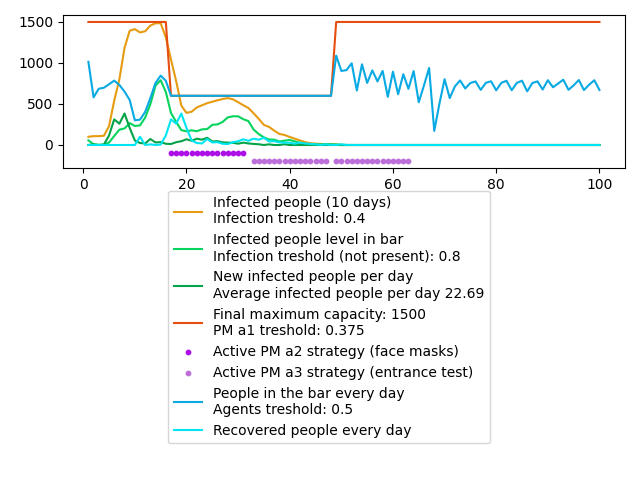 1500
1000
500
0
0 20 40 60 80 100
Infected people (10 days)
Infection treshold: 0.4
Infected people level in bar
Infection treshold (not present): 0.8
New infected people per day
Average infected people per day 22.69
Final maximum capacity: 1500
PM a1 treshold: 0.375
Active PM a2 strategy (face masks)
Active PM a3 strategy (entrance test)
People in the bar every day
Agents treshold: 0.5
Recovered people every day